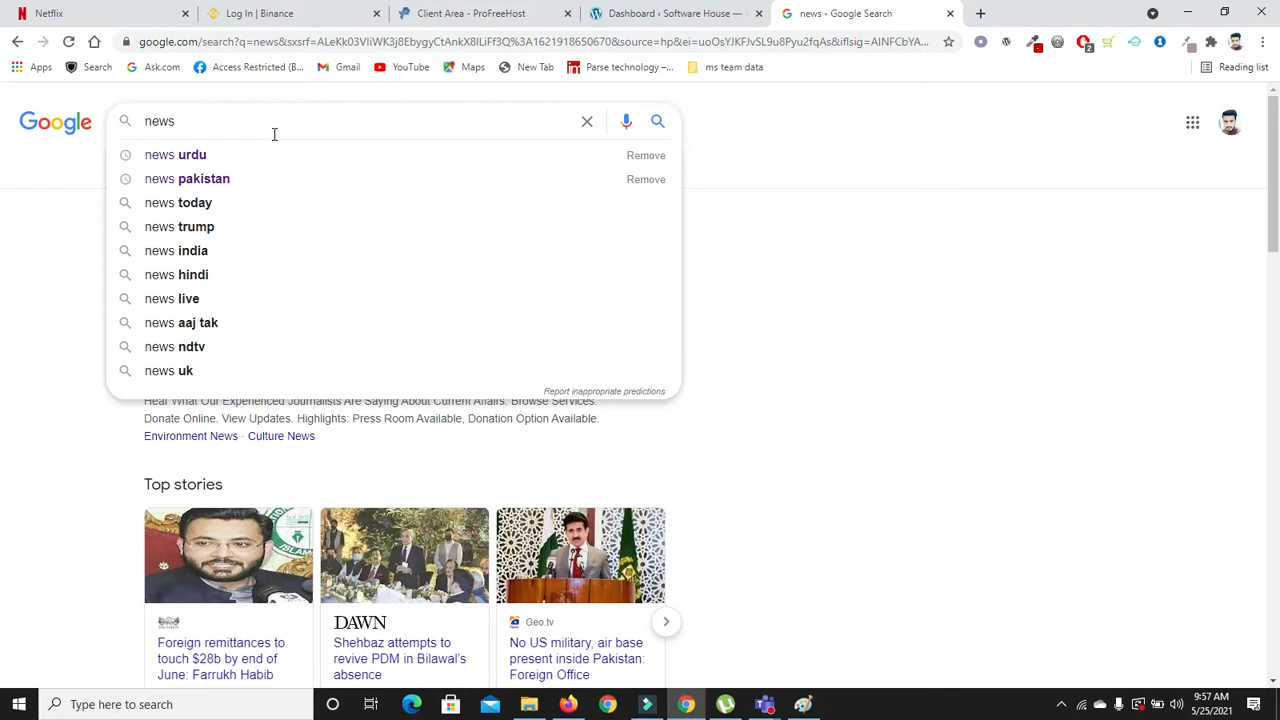 Netflix
Log In | Binance
Client Area - ProFreeHost
Dashboard ‹ Software House —
news - Google Search
google.com/search?q=news&sxsrf=ALeKk03VIiWK3j8EbygyCtAnkX8ILiFf3Q%3A1621918650670&source=hp&ei=uoOsYJKFJvSL9u8Pyu2fqAs&iflsig=AINFCbYA...
2
Apps
Search
Ask.com
Access Restricted (B...
Gmail
YouTube
Maps
New Tab
Parse technology –...
ms team data
Reading list
Google
news
news urdu
Remove
news pakistan
Remove
news today
news trump
news india
news hindi
news live
news aaj tak
news ndtv
news uk
Report inappropriate predictions
Hear What Our Experienced Journalists Are Saying About Current Affairs. Browse Services.
Donate Online. View Updates. Highlights: Press Room Available, Donation Option Available.
Environment News · Culture News
Top stories
DAWN
Geo.tv
Foreign remittances to
touch $28b by end of
June: Farrukh Habib
Shehbaz attempts to
revive PDM in Bilawal's
absence
No US military, air base
present inside Pakistan:
Foreign Office
Type here to search
9:57 AM
5/25/2021